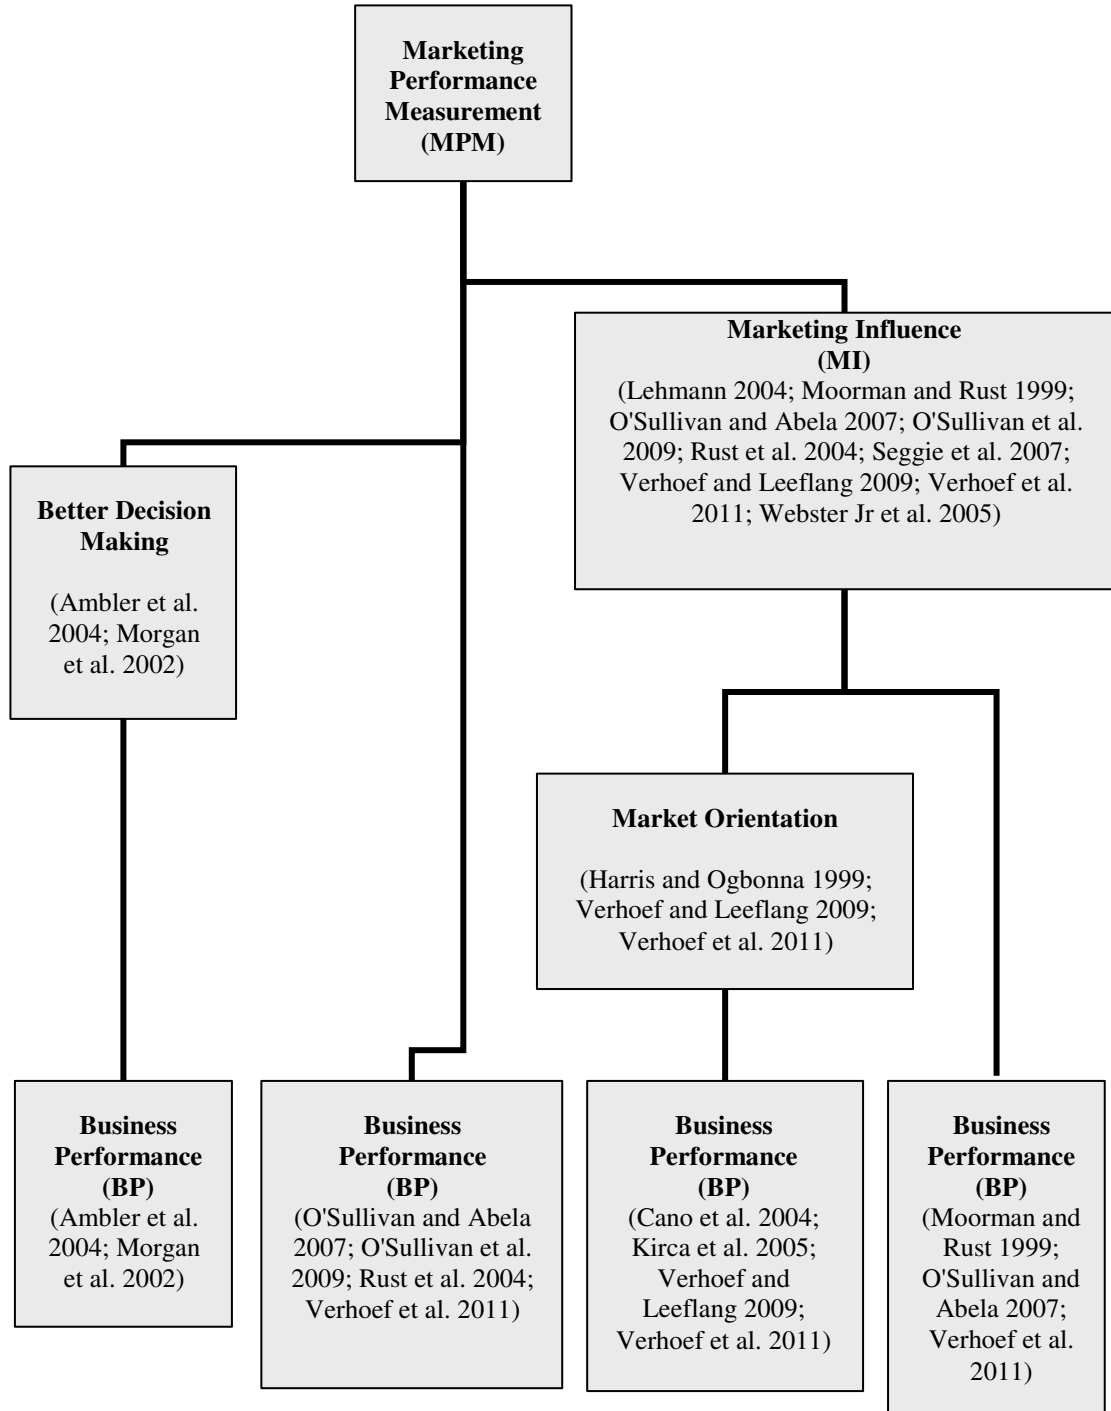 Marketing
Performance
Measurement
(MPM)
Marketing Influence
(MI)
(Lehmann 2004; Moorman and Rust 1999;
O'Sullivan and Abela 2007; O'Sullivan et al.
2009; Rust et al. 2004; Seggie et al. 2007;
Verhoef and Leeflang 2009; Verhoef et al.
2011; Webster Jr et al. 2005)
Better Decision
Making
(Ambler et al.
2004; Morgan
et al. 2002)
Market Orientation
(Harris and Ogbonna 1999;
Verhoef and Leeflang 2009;
Verhoef et al. 2011)
Business
Performance
(BP)
(Ambler et al.
2004; Morgan
et al. 2002)
Business
Performance
(BP)
(O'Sullivan and Abela
2007; O'Sullivan et al.
2009; Rust et al. 2004;
Verhoef et al. 2011)
Business
Performance
(BP)
(Cano et al. 2004;
Kirca et al. 2005;
Verhoef and
Leeflang 2009;
Verhoef et al. 2011)
Business
Performance
(BP)
(Moorman and
Rust 1999;
O'Sullivan and
Abela 2007;
Verhoef et al.
2011)